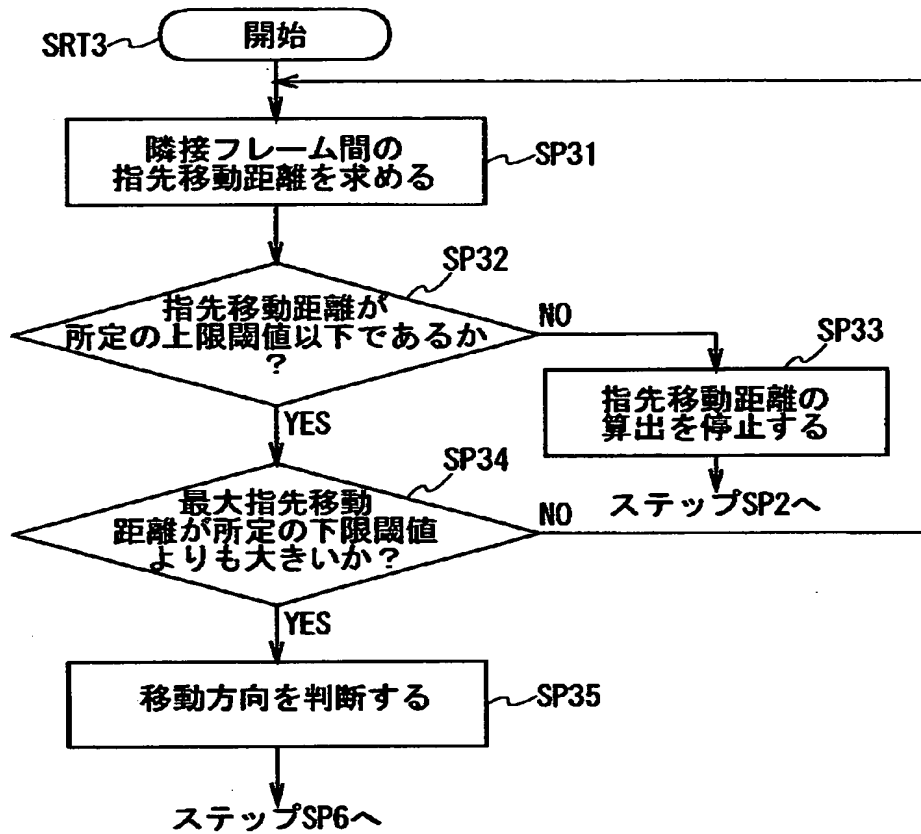 SRT3
開始
隣接フレーム間の
指先移動距離を求める
SP31
SP32
指先移動距離が
所定の上限閾値以下であるか
?
NO
SP33
指先移動距離の
算出を停止する
ステップSP2へ
YES
SP34
最大指先移動
距離が所定の下限閾値
よりも大きいか?
NO
YES
移動方向を判断する
SP35
ステップSP6へ